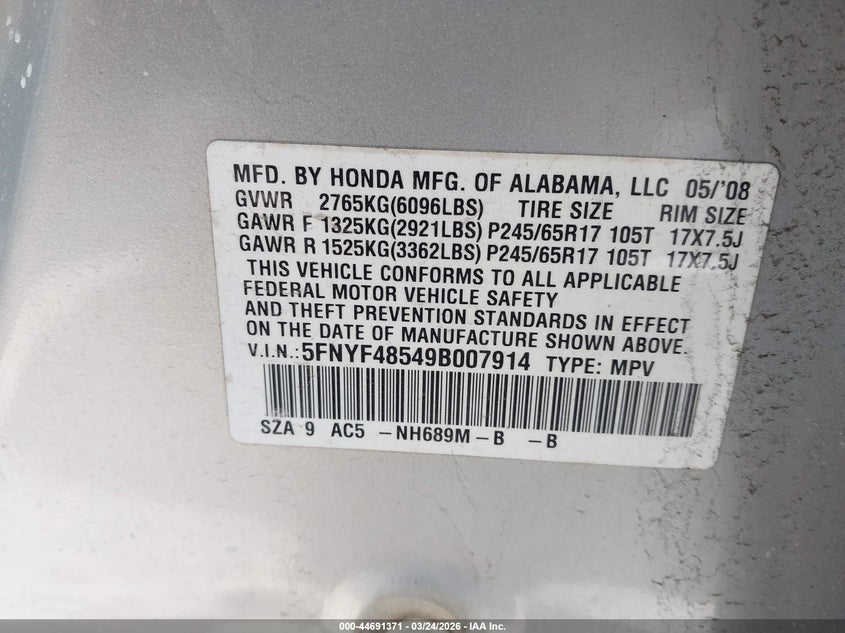 MFD. BY HONDA MFG. OF ALABAMA, LLC 05/'08
GVWR 2765KG(6096LBS) TIRE SIZE RIM SIZE
GAWR F 1325KG(2921LBS) P245/65R17 105T 17X7.5J
GAWR R 1525KG(3362LBS) P245/65R17 105T 17X7.5J
THIS VEHICLE CONFORMS TO ALL APPLICABLE
FEDERAL MOTOR VEHICLE SAFETY
AND THEFT PREVENTION STANDARDS IN EFFECT
ON THE DATE OF MANUFACTURE SHOWN ABOVE.
V.I.N.:5FNYF48549B007914 TYPE: MPV
SZA 9 AC5 -NH689M-B -B
000-44691371 - 03/24/2026 - IAA Inc.